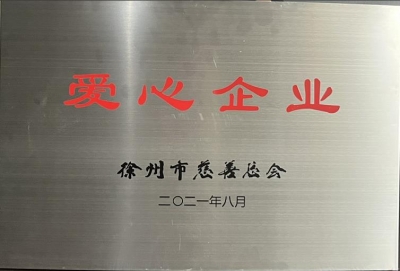 爱心企业
徐州市慈善总会
二〇二一年八月